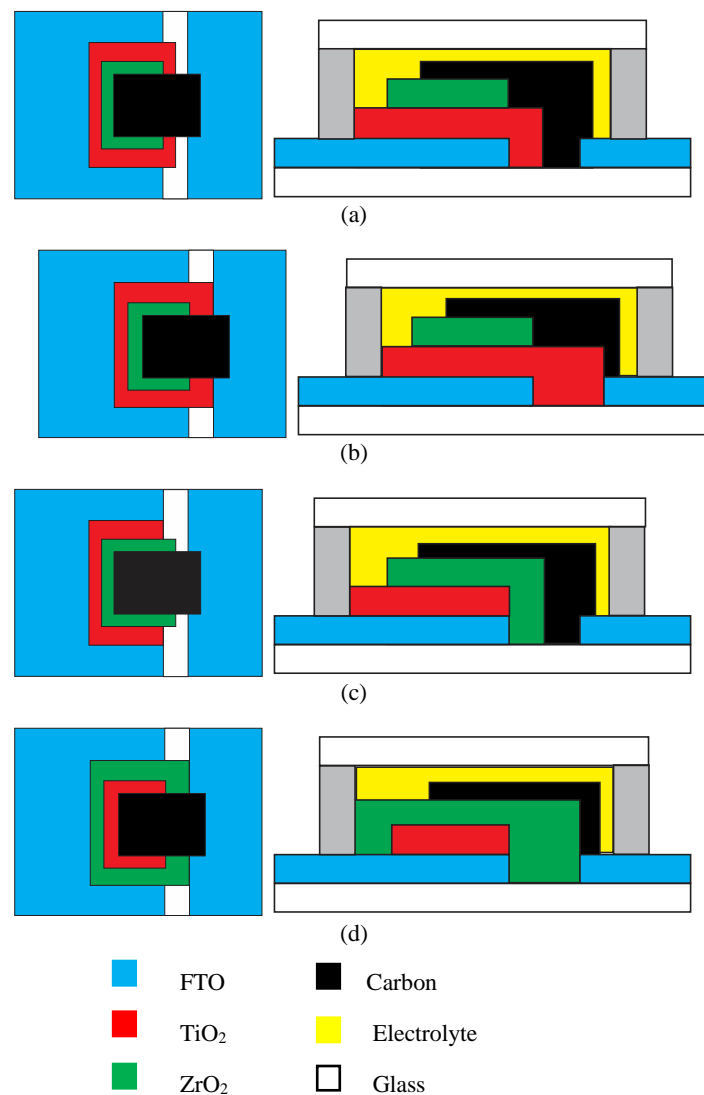 (a)
(b)
(c)
(d)
FTO Carbon
TiO₂ Electrolyte
ZrO₂ Glass